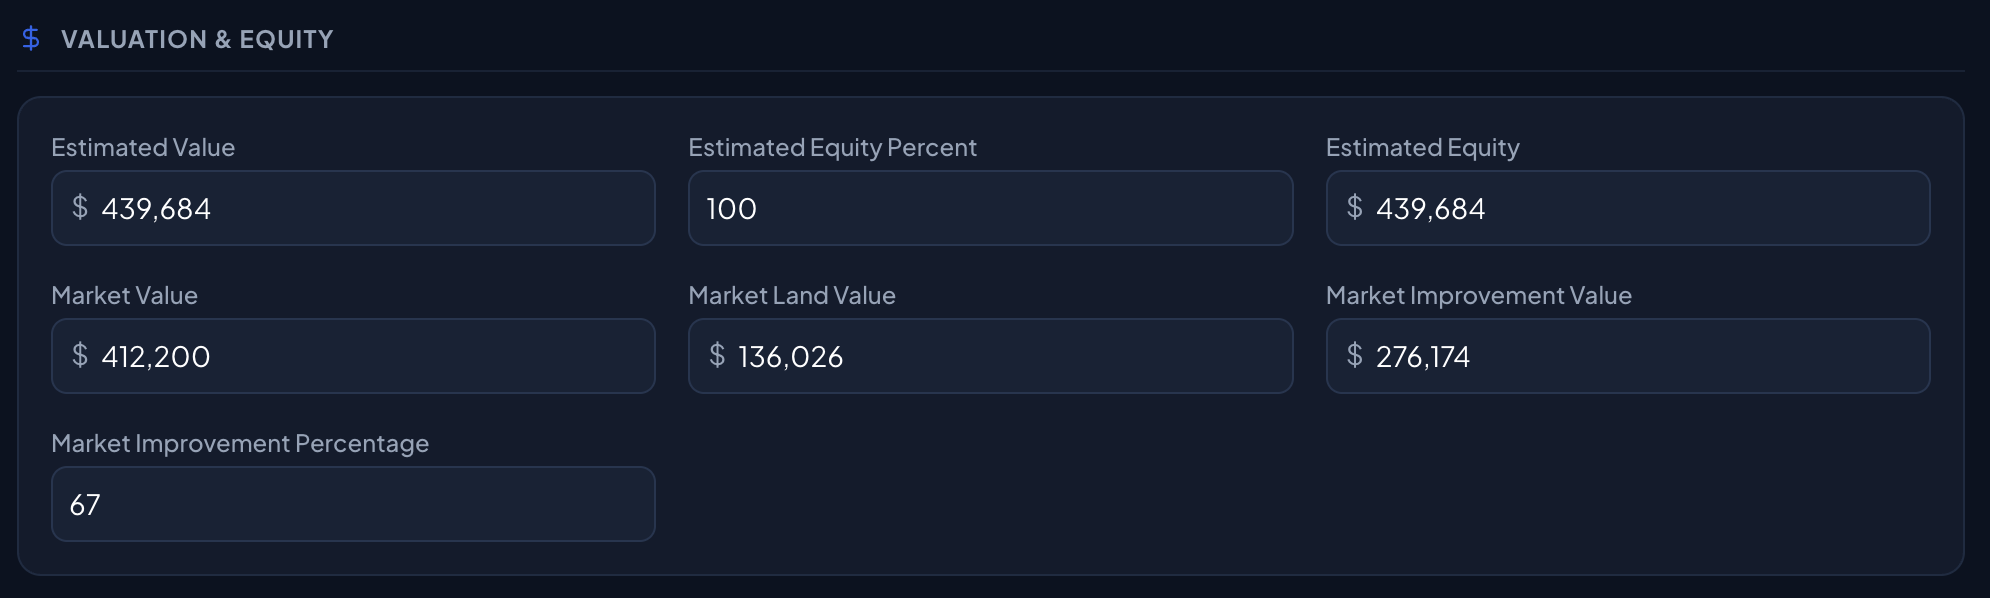 $ VALUATION & EQUITY
Estimated Value
Estimated Equity Percent
Estimated Equity
$ 439,684
100
$ 439,684
Market Value
Market Land Value
Market Improvement Value
$ 412,200
$ 136,026
$ 276,174
Market Improvement Percentage
67